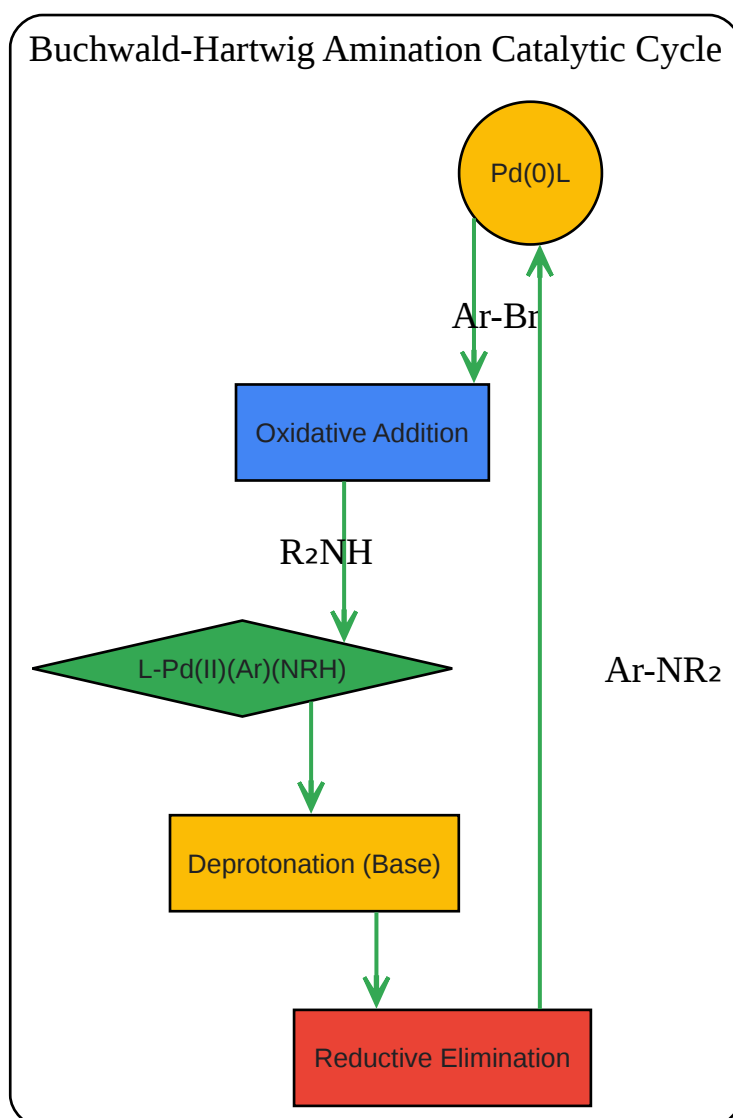 Buchwald-Hartwig Amination Catalytic Cycle
Pd(0)L
Ar-Br
Oxidative Addition
R₂NH
L-Pd(II)(Ar)(NRH)
Ar-NR₂
Deprotonation (Base)
Reductive Elimination